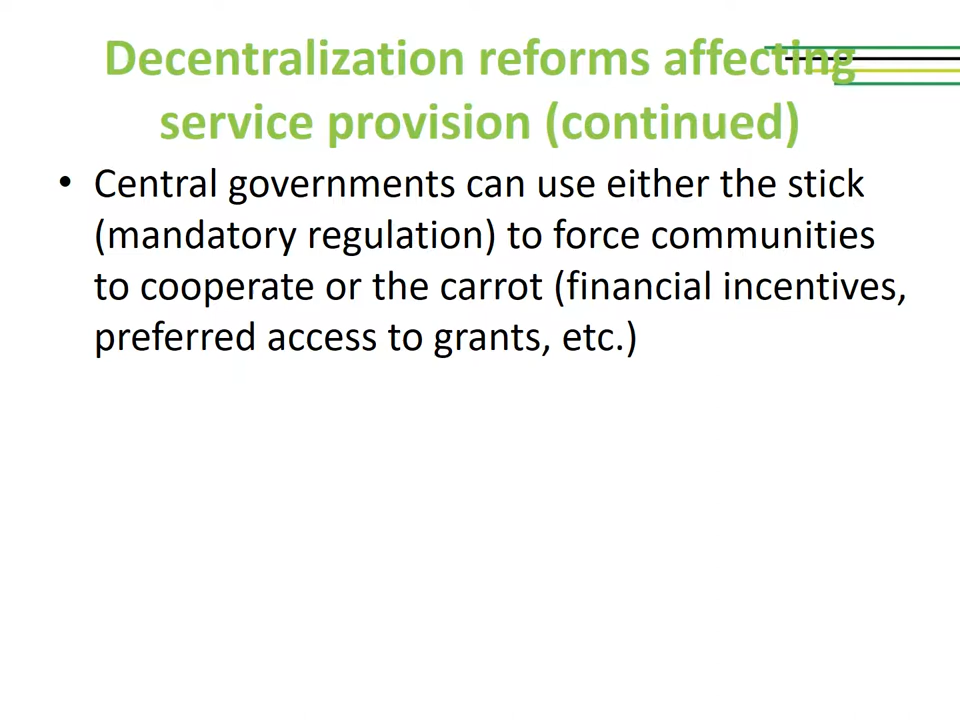 Decentralization reforms affecting
service provision (continued)
• Central governments can use either the stick
(mandatory regulation) to force communities
to cooperate or the carrot (financial incentives,
preferred access to grants, etc.)